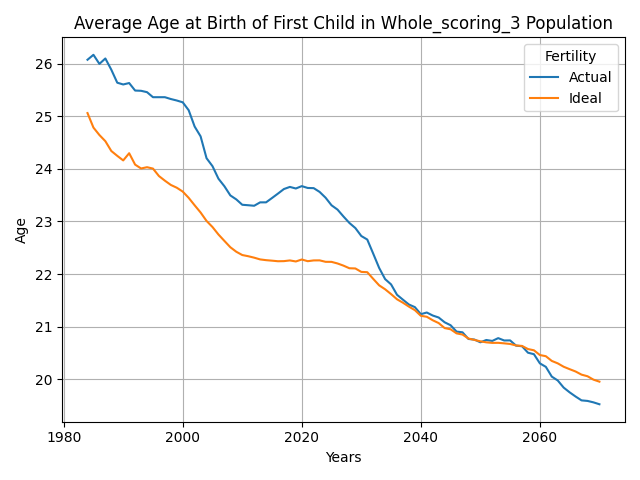 Average Age at Birth of First Child in Whole_scoring_3 Population
Fertility
Actual
Ideal
Age
26
25
24
23
22
21
20
1980
2000
2020
2040
2060
Years